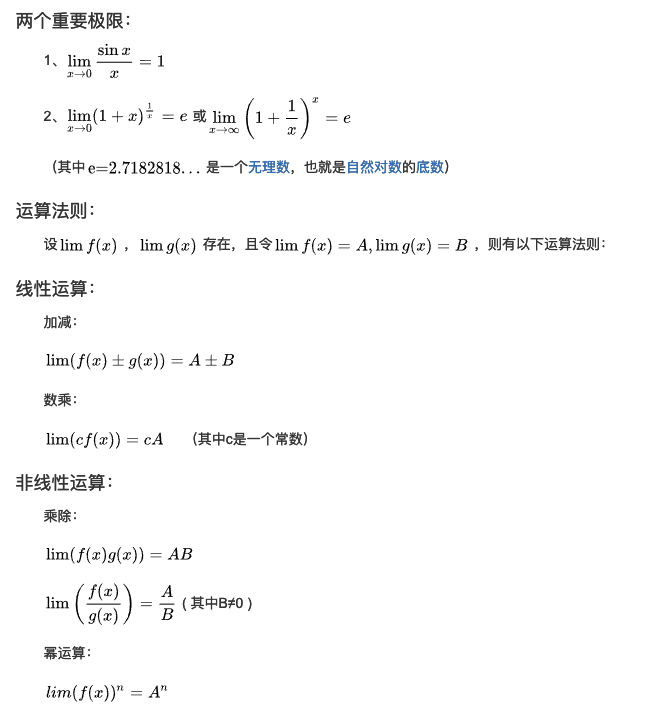 两个重要极限：
1、$\lim_{x \to 0} \frac{\sin x}{x} = 1$
2、$\lim_{x \to 0} (1 + x)^{\frac{1}{x}} = e$ 或 $\lim_{x \to \infty} \left(1 + \frac{1}{x}\right)^x = e$
（其中 e=2.7182818... 是一个无理数，也就是自然对数的底数）
运算法则：
设 $\lim f(x)$ ，$\lim g(x)$ 存在，且令 $\lim f(x) = A, \lim g(x) = B$ ，则有以下运算法则：
线性运算：
加减：
$\lim(f(x) \pm g(x)) = A \pm B$
数乘：
$\lim(cf(x)) = cA$ （其中c是一个常数）
非线性运算：
乘除：
$\lim(f(x)g(x)) = AB$
$\lim \left(\frac{f(x)}{g(x)}\right) = \frac{A}{B}$ ( 其中B≠0 )
幂运算：
$lim(f(x))^n = A^n$